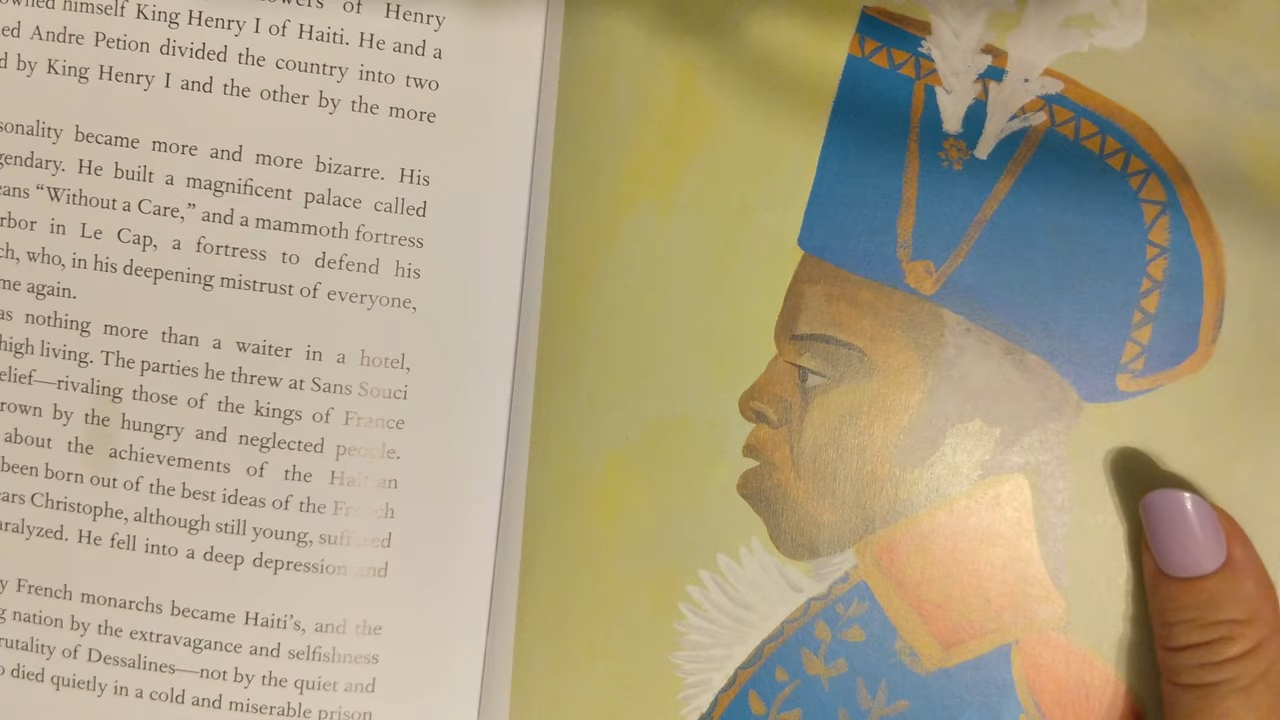 owned himself King Henry I of Haiti. He and a
ed Andre Petion divided the country into two
d by King Henry I and the other by the more
sonality became more and more bizarre. His
gendary. He built a magnificent palace called
eans “Without a Care,” and a mammoth fortress
rbor in Le Cap, a fortress to defend his
ch, who, in his deepening mistrust of everyone,
me again.
as nothing more than a waiter in a hotel,
high living. The parties he threw at Sans Souci
elief—rivaling those of the kings of France
rown by the hungry and neglected people.
about the achievements of the Haitian
been born out of the best ideas of the French
ars Christophe, although still young, suffered
aralyzed. He fell into a deep depression and
y French monarchs became Haiti’s, and the
g nation by the extravagance and selfishness
rutality of Dessalines—not by the quiet and
o died quietly in a cold and miserable prison